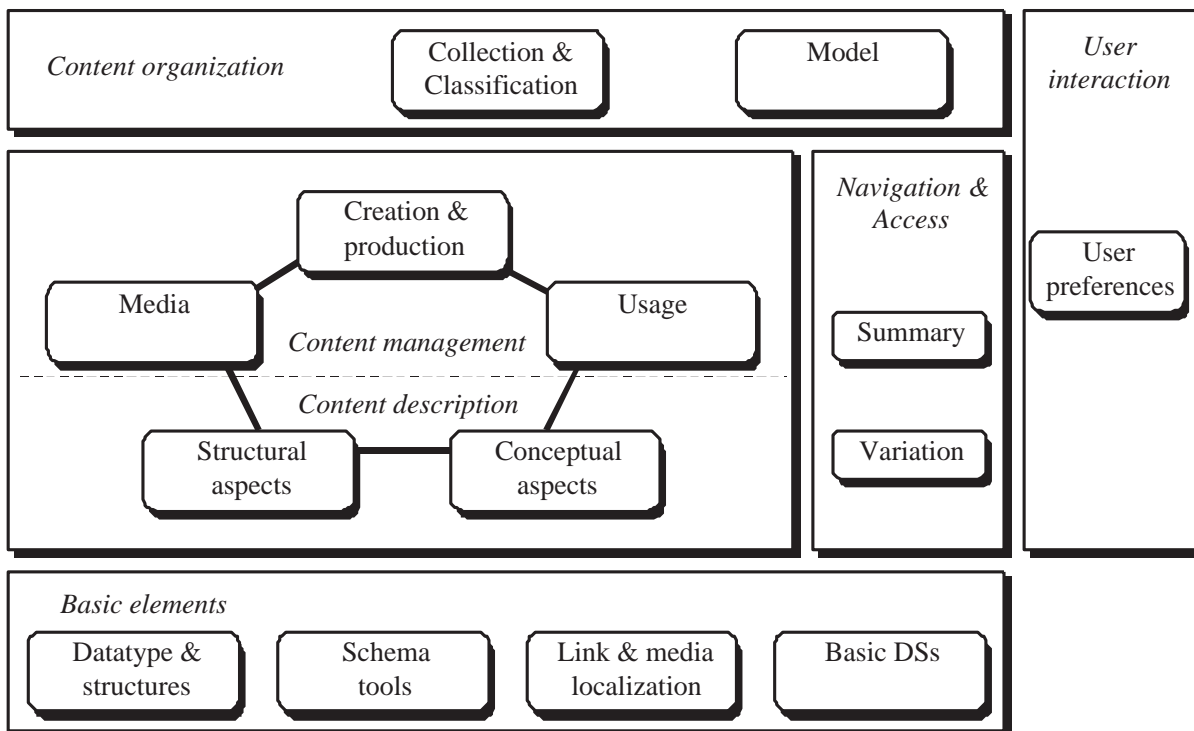 Content organization
Collection &
Classification
Model
User
interaction
Creation &
production
Media
Usage
Content management
Content description
Structural
aspects
Conceptual
aspects
Navigation &
Access
Summary
Variation
User
preferences
Basic elements
Datatype &
structures
Schema
tools
Link & media
localization
Basic DSs